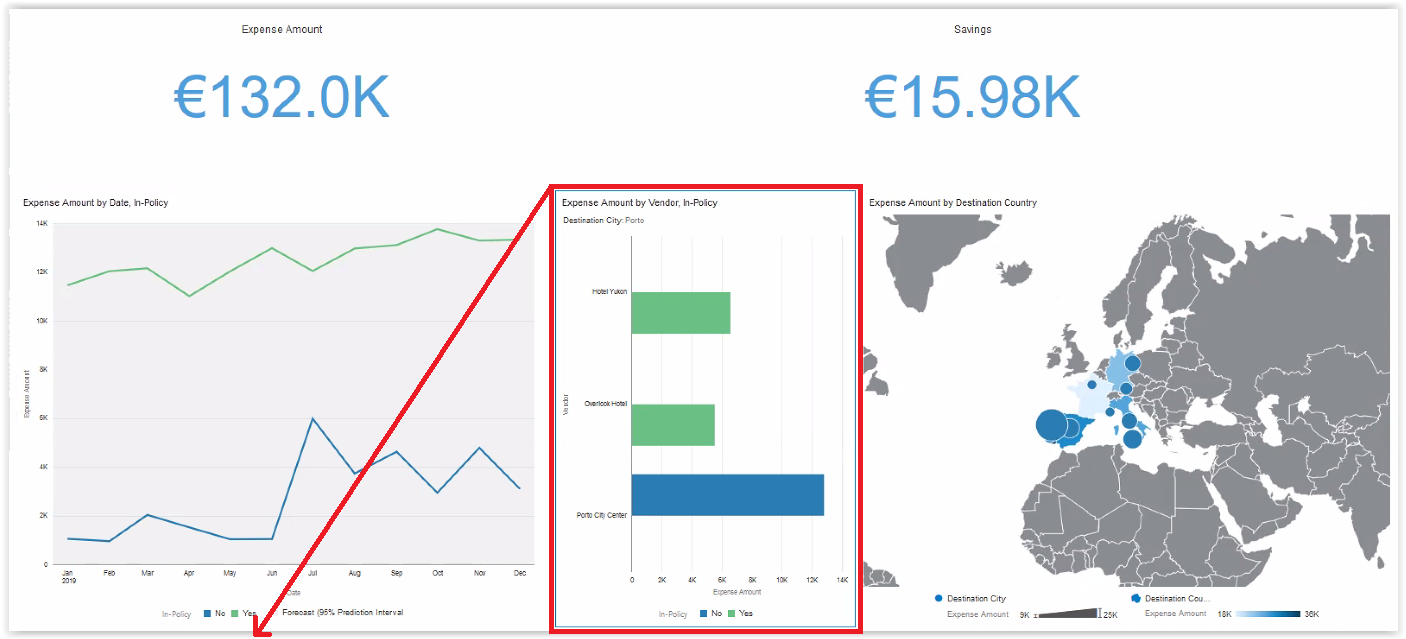 Expense Amount
€132.0K
Savings
€15.98K
Expense Amount by Date, In-Policy
14K
12K
10K
8K
6K
4K
2K
0
Expense Amount
Jan Feb Mar Apr May Jun Jul Aug Sep Oct Nov Dec
2019
Date
In-Policy No Yes Forecast (95% Prediction Interval
Expense Amount by Vendor, In-Policy
Destination City: Porto
Vendor
Hotel Yukon
Overlook Hotel
Porto City Center
0 2K 4K 6K 8K 10K 12K 14K
Expense Amount
In-Policy No Yes
Expense Amount by Destination Country
Destination City
Expense Amount 9K 25K
Destination Cou...
Expense Amount 18K 36K